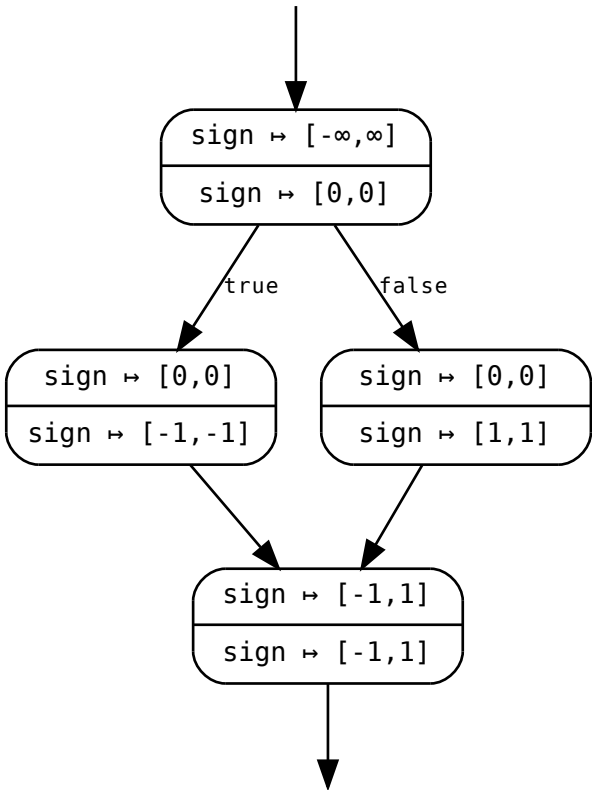 sign ↦ [-∞,∞]
sign ↦ [0,0]
true
false
sign ↦ [0,0]
sign ↦ [-1,-1]
sign ↦ [0,0]
sign ↦ [1,1]
sign ↦ [-1,1]
sign ↦ [-1,1]